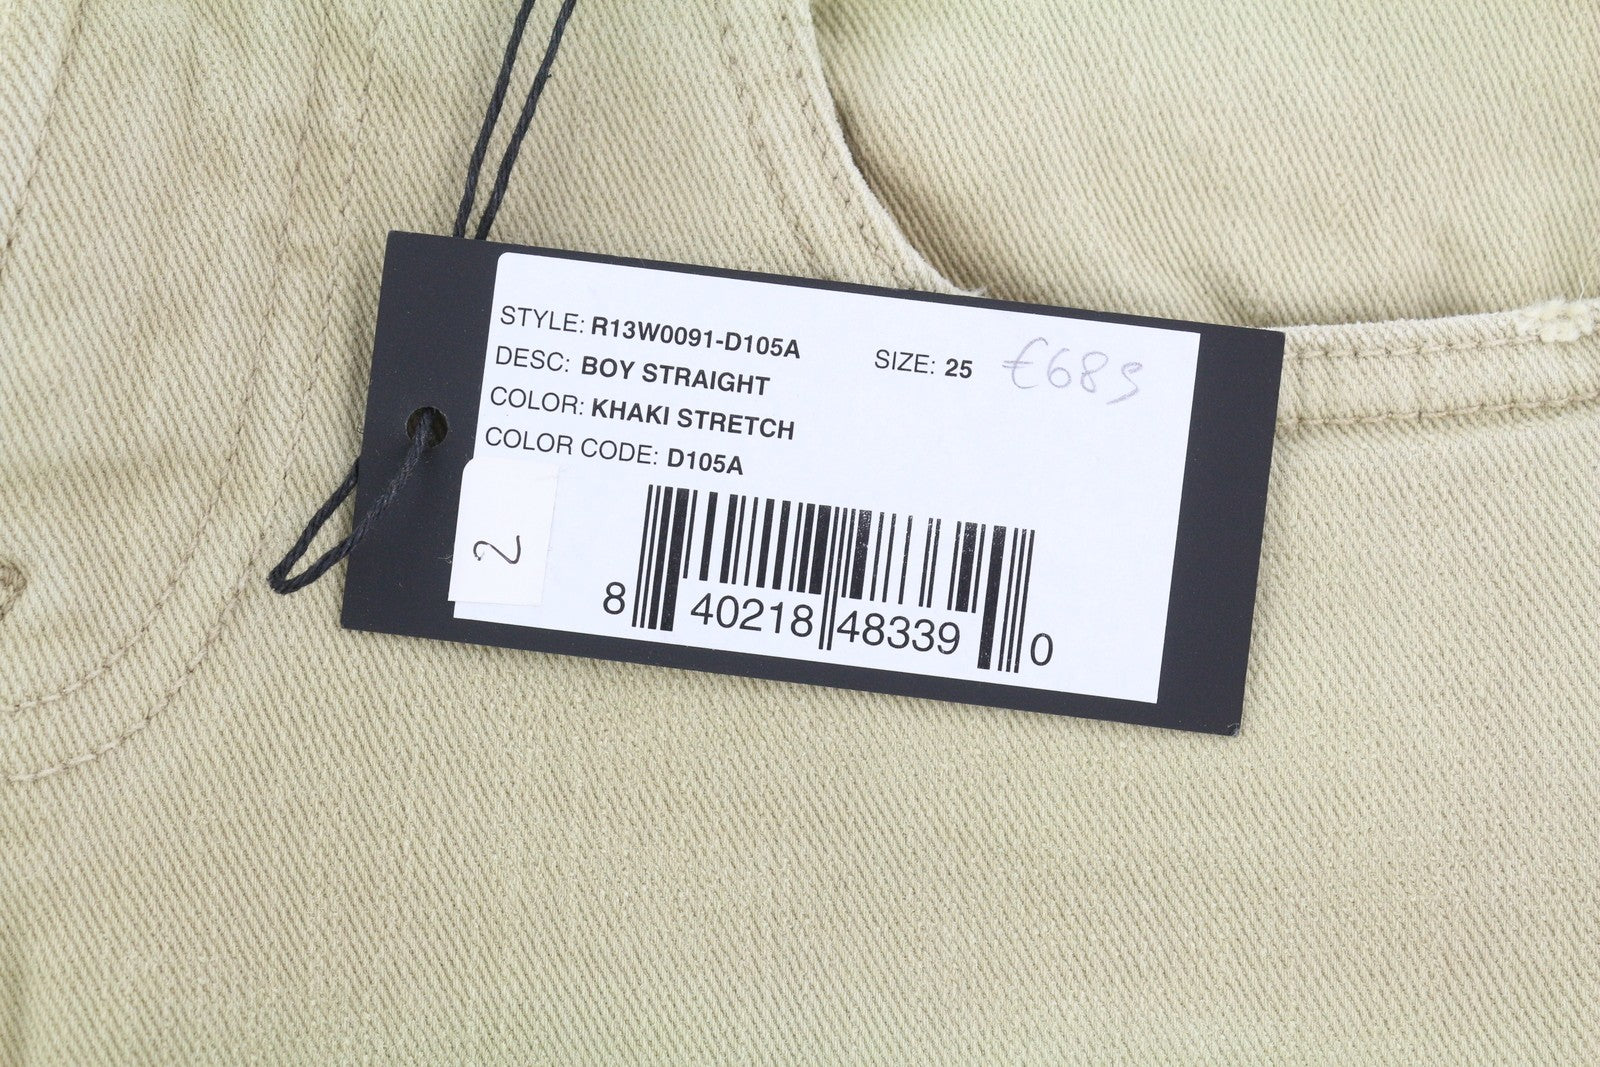 STYLE: R13W0091-D105A
SIZE: 25 €689
DESC: BOY STRAIGHT
COLOR: KHAKI STRETCH
COLOR CODE: D105A
2
8 40218 48339 0